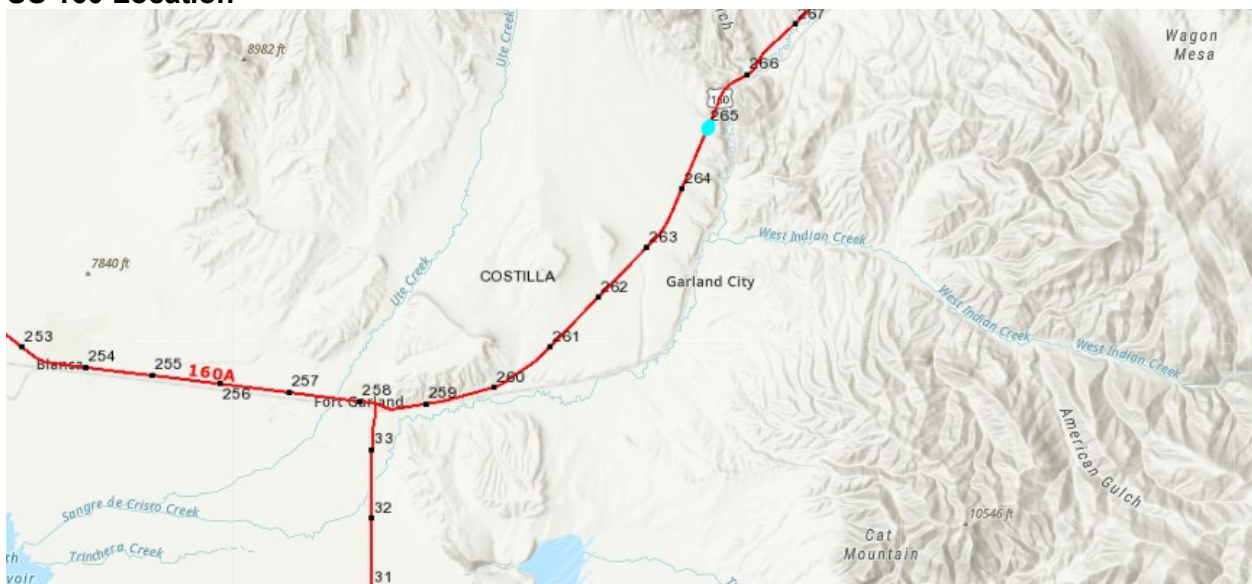 8982 ft
Ute Creek
267
Wagon
Mesa
266
160
265
264
West Indian Creek
263
7840 ft
Ute Creek
COSTILLA
Garland City
262
West Indian Creek
253
261
West Indian Creek
Blanca
254
255
160A
256
257
258
Fort Garland
259
260
33
American Gulch
Sangre de Cristo Creek
32
10546 ft
Cat
Mountain
Trinchera Creek
31